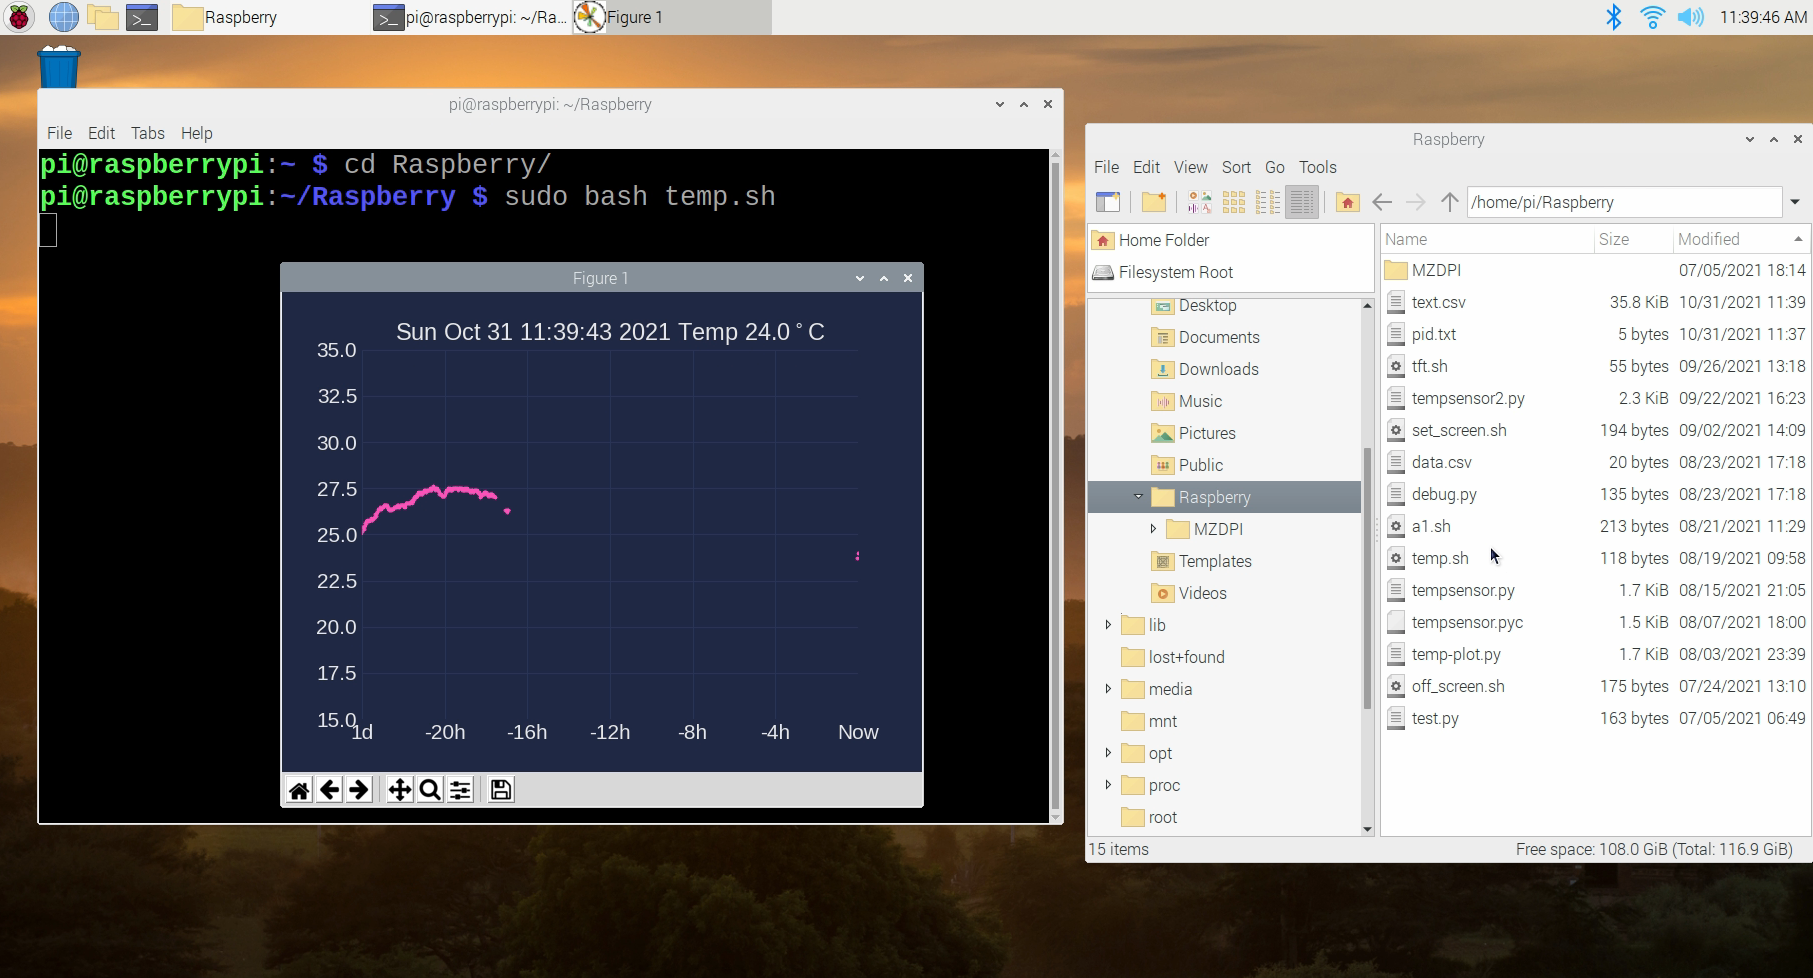 Raspberry
pi@raspberrypi: ~/Ra...
Figure 1
11:39:46 AM
pi@raspberrypi: ~/Raspberry
File Edit Tabs Help
pi@raspberrypi:~ $ cd Raspberry/
pi@raspberrypi:~/Raspberry $ sudo bash temp.sh
Figure 1
Sun Oct 31 11:39:43 2021 Temp 24.0°C
35.0
32.5
30.0
27.5
25.0
22.5
20.0
17.5
15.0
1d -20h -16h -12h -8h -4h Now
Raspberry
File Edit View Sort Go Tools
/home/pi/Raspberry
Home Folder
Filesystem Root
Desktop
Documents
Downloads
Music
Pictures
Public
Raspberry
MZDPI
Templates
Videos
lib
lost+found
media
mnt
opt
proc
root
Name Size Modified
MZDPI 07/05/2021 18:14
text.csv 35.8 KiB 10/31/2021 11:39
pid.txt 5 bytes 10/31/2021 11:37
tft.sh 55 bytes 09/26/2021 13:18
tempsensor2.py 2.3 KiB 09/22/2021 16:23
set_screen.sh 194 bytes 09/02/2021 14:09
data.csv 20 bytes 08/23/2021 17:18
debug.py 135 bytes 08/23/2021 17:18
a1.sh 213 bytes 08/21/2021 11:29
temp.sh 118 bytes 08/19/2021 09:58
tempsensor.py 1.7 KiB 08/15/2021 21:05
tempsensor.pyc 1.5 KiB 08/07/2021 18:00
temp-plot.py 1.7 KiB 08/03/2021 23:39
off_screen.sh 175 bytes 07/24/2021 13:10
test.py 163 bytes 07/05/2021 06:49
15 items
Free space: 108.0 GiB (Total: 116.9 GiB)